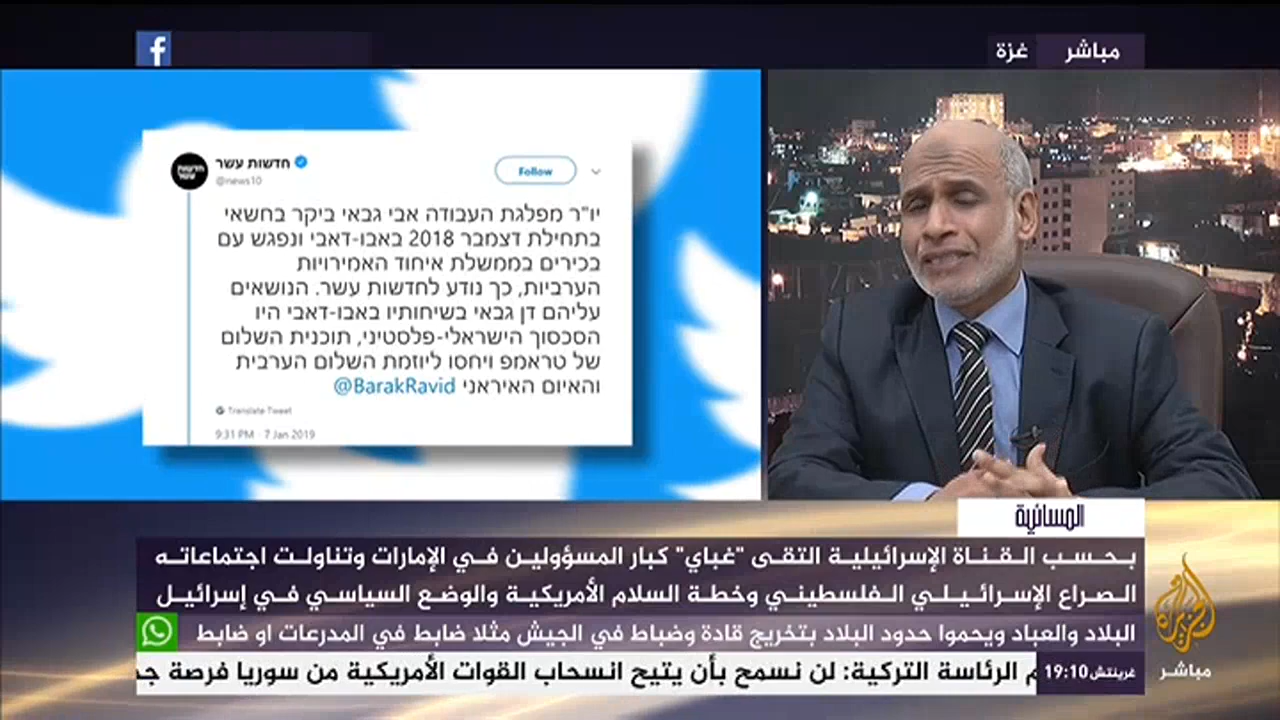 مباشر
غزة
חדשות עשר
@news10
Follow
יו"ר מפלגת העבודה אבי גבאי ביקר בחשאי
בתחילת דצמבר 2018 באבו-דאבי ונפגש עם
בכירים בממשלת איחוד האמירויות
הערביות, כך נודע לחדשות עשר. הנושאים
עליהם דן גבאי בשיחותיו באבו-דאבי היו
הסכסוך הישראלי-פלסטיני, תוכנית השלום
של טראמפ ויחסו ליוזמת השלום הערבית
והאיום האיראני @BarakRavid
Translate Tweet
9:31 PM · 7 Jan 2019
المسائية
بحسب القناة الإسرائيلية التقى "غباي" كبار المسؤولين في الإمارات وتناولت اجتماعاته
الصراع الإسرائيلي الفلسطيني وخطة السلام الأمريكية والوضع السياسي في إسرائيل
البلاد والعباد ويحموا حدود البلاد بتخريج قادة وضباط في الجيش مثلا ضابط في المدرعات او ضابط
غرينتش 19:10
م الرئاسة التركية: لن نسمح بأن يتيح انسحاب القوات الأمريكية من سوريا فرصة جد
الجزيرة
مباشر